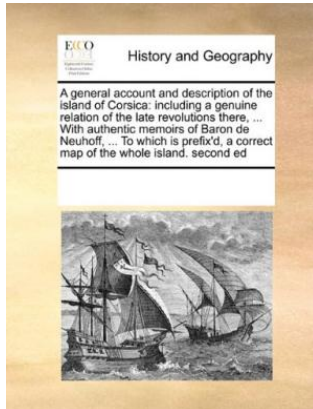 ECCO
History and Geography
A general account and description of the
island of Corsica: including a genuine
relation of the late revolutions there, ...
With authentic memoirs of Baron de
Neuhoff, ... To which is prefix'd, a correct
map of the whole island. second ed